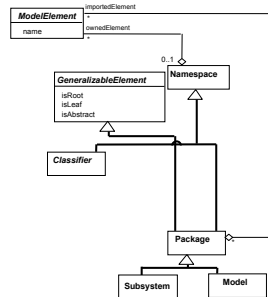 importedElement
ModelElement
*
name
ownedElement
*
0..1
GeneralizableElement
Namespace
isRoot
isLeaf
isAbstract
Classifier
Package
*
Subsystem
Model